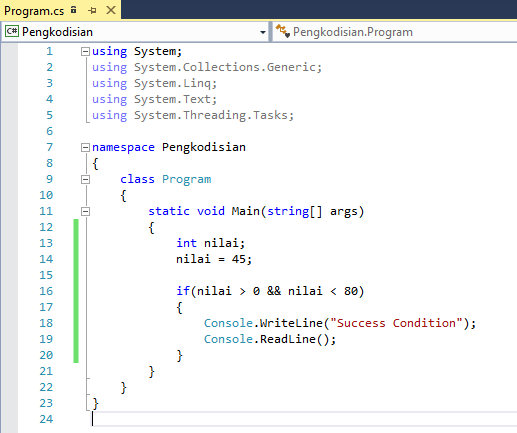 Program.cs
C# Pengkodisian
Pengkodisian.Program
1 using System;
2 using System.Collections.Generic;
3 using System.Linq;
4 using System.Text;
5 using System.Threading.Tasks;
6
7 namespace Pengkodisian
8 {
9 class Program
10 {
11 static void Main(string[] args)
12 {
13 int nilai;
14 nilai = 45;
15
16 if(nilai > 0 && nilai < 80)
17 {
18 Console.WriteLine("Success Condition");
19 Console.ReadLine();
20 }
21 }
22 }
23 }
24